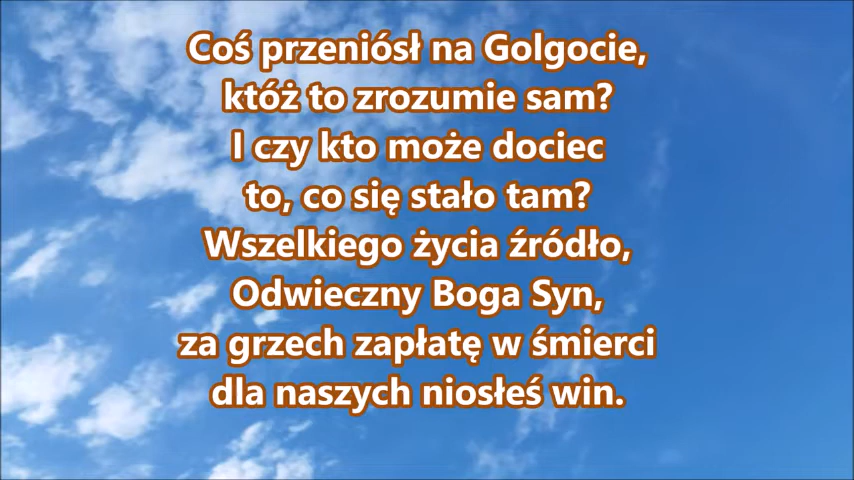 Coś przeniósł na Golgocie,
któż to zrozumie sam?
I czy kto może dociec
to, co się stało tam?
Wszelkiego życia źródło,
Odwieczny Boga Syn,
za grzech zapłatę w śmierci
dla naszych niosłeś win.